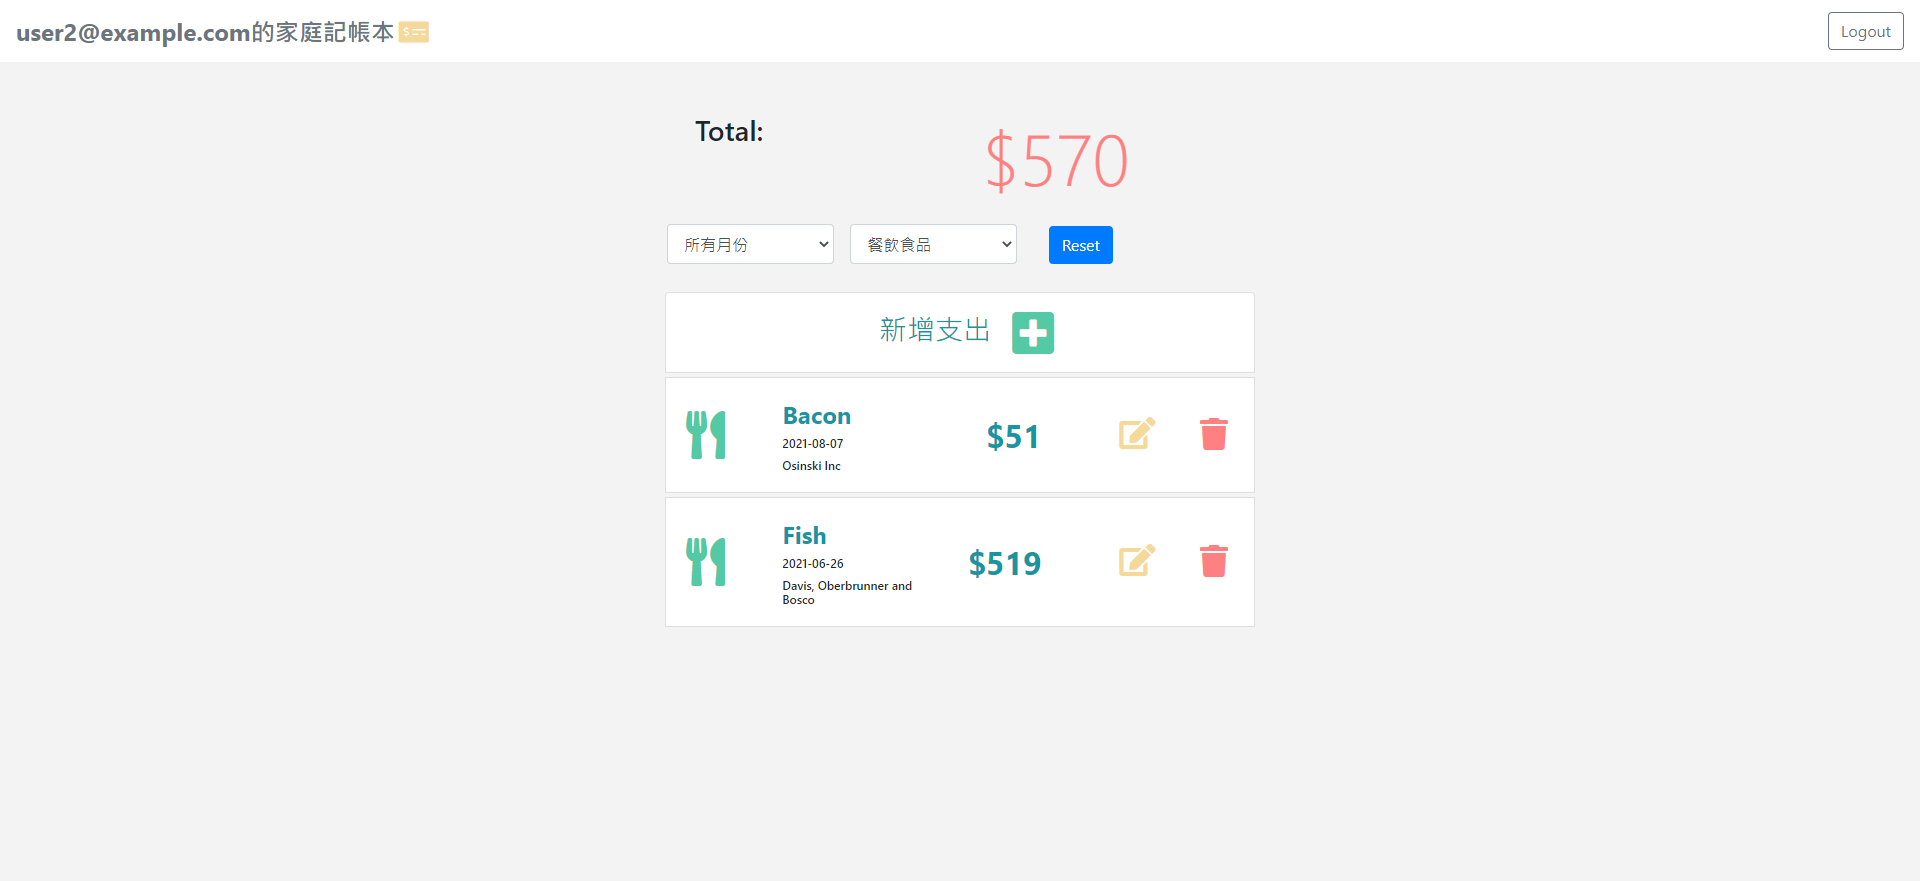 user2@example.com的家庭記帳本
Logout
Total:
$570
所有月份
餐飲食品
Reset
新增支出
Bacon
2021-08-07
Osinski Inc
$51
Fish
2021-06-26
Davis, Oberbrunner and
Bosco
$519